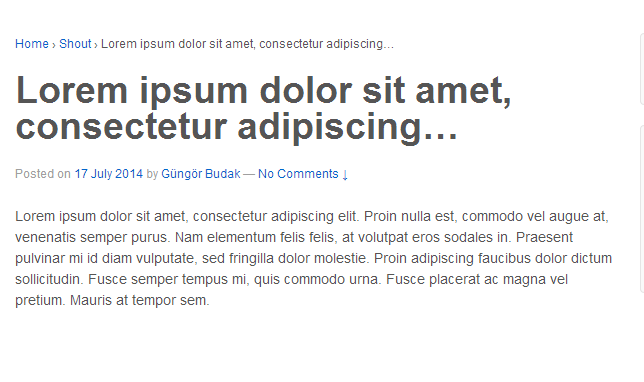 Home › Shout › Lorem ipsum dolor sit amet, consectetur adipiscing…
Lorem ipsum dolor sit amet,
consectetur adipiscing…
Posted on 17 July 2014 by Güngör Budak — No Comments ↓
Lorem ipsum dolor sit amet, consectetur adipiscing elit. Proin nulla est, commodo vel augue at,
venenatis semper purus. Nam elementum felis felis, at volutpat eros sodales in. Praesent
pulvinar mi id diam vulputate, sed fringilla dolor molestie. Proin adipiscing faucibus dolor dictum
sollicitudin. Fusce semper tempus mi, quis commodo urna. Fusce placerat ac magna vel
pretium. Mauris at tempor sem.